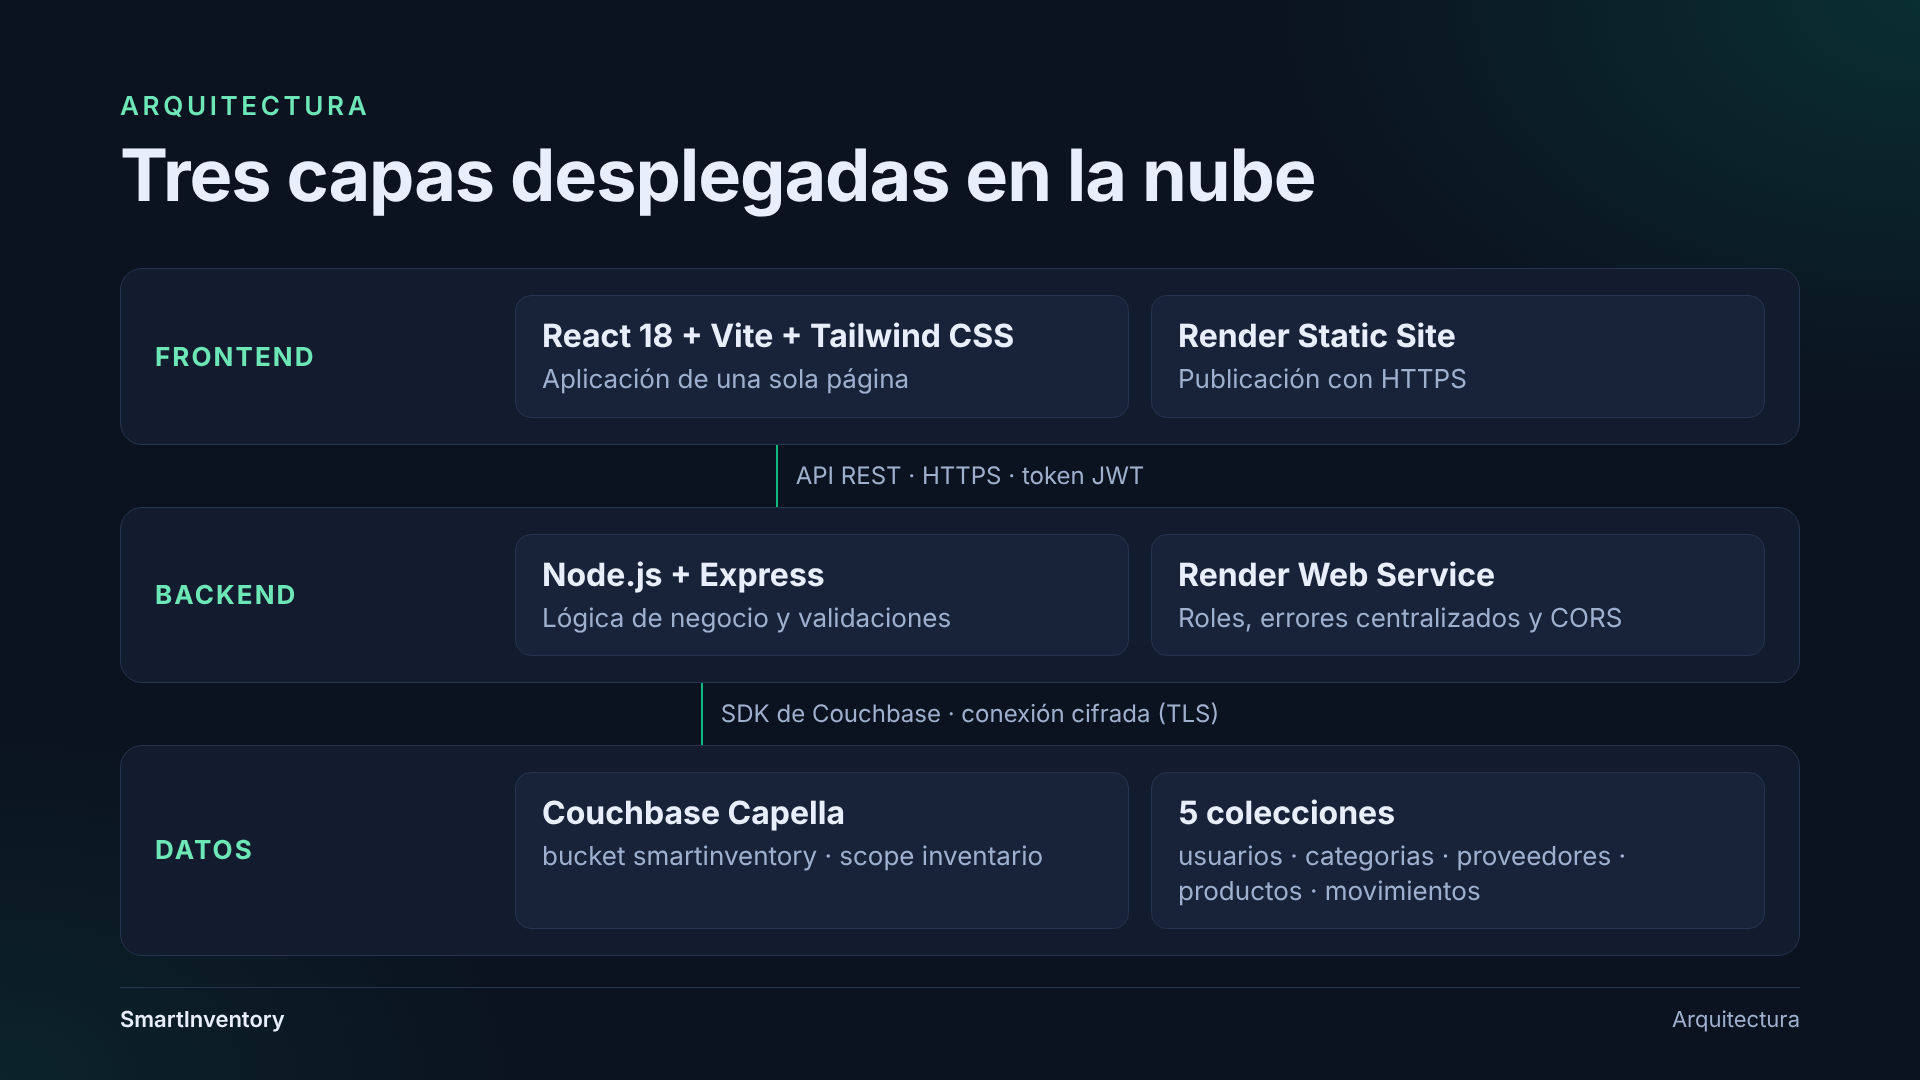 ARQUITECTURA
Tres capas desplegadas en la nube
FRONTEND
React 18 + Vite + Tailwind CSS
Aplicación de una sola página
Render Static Site
Publicación con HTTPS
API REST · HTTPS · token JWT
BACKEND
Node.js + Express
Lógica de negocio y validaciones
Render Web Service
Roles, errores centralizados y CORS
SDK de Couchbase · conexión cifrada (TLS)
DATOS
Couchbase Capella
bucket smartinventory · scope inventario
5 colecciones
usuarios · categorias · proveedores ·
productos · movimientos
SmartInventory
Arquitectura